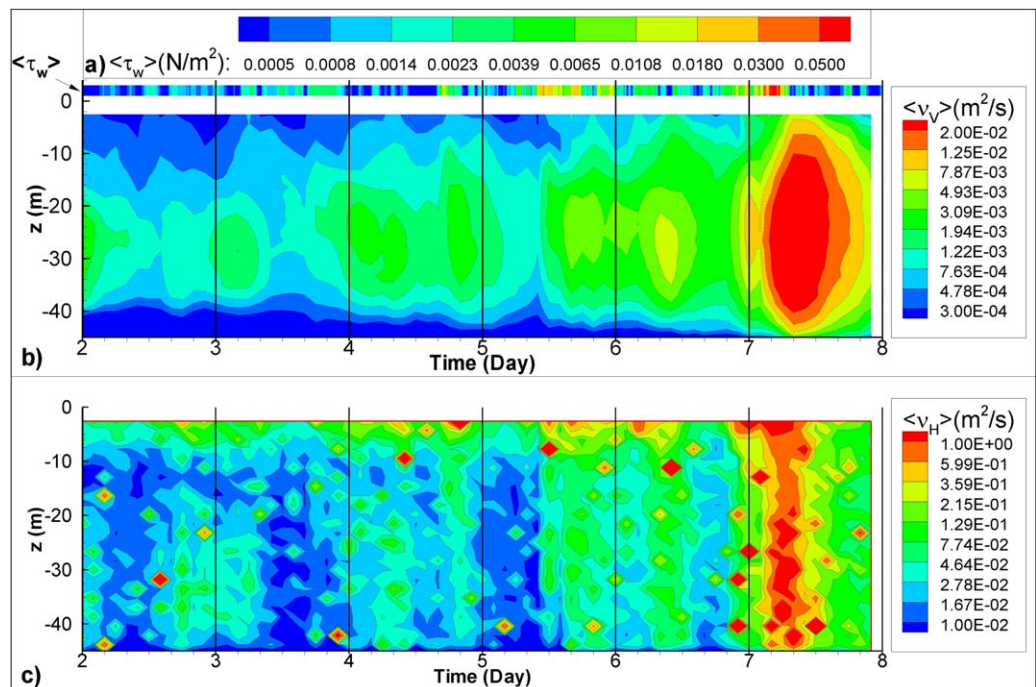 a) <τw>(N/m²): 0.0005 0.0008 0.0014 0.0023 0.0039 0.0065 0.0108 0.0180 0.0300 0.0500
<τw>
0
-10
-20
-30
-40
z (m)
2 3 4 5 6 7 8
Time (Day)
b)
<νV>(m²/s)
2.00E-02
1.25E-02
7.87E-03
4.93E-03
3.09E-03
1.94E-03
1.22E-03
7.63E-04
4.78E-04
3.00E-04
0
-10
-20
-30
-40
z (m)
2 3 4 5 6 7 8
Time (Day)
c)
<νH>(m²/s)
1.00E+00
5.99E-01
3.59E-01
2.15E-01
1.29E-01
7.74E-02
4.64E-02
2.78E-02
1.67E-02
1.00E-02